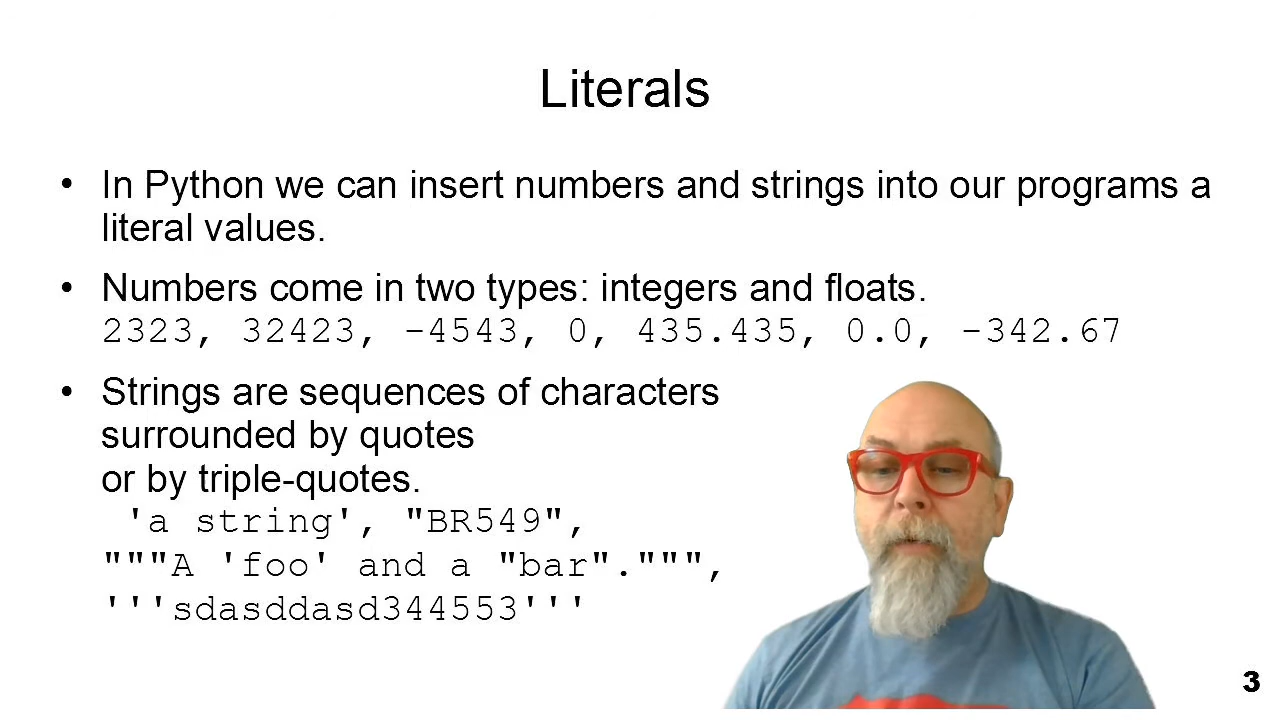 Literals
• In Python we can insert numbers and strings into our programs a
literal values.
• Numbers come in two types: integers and floats.
2323, 32423, -4543, 0, 435.435, 0.0, -342.67
• Strings are sequences of characters
surrounded by quotes
or by triple-quotes.
'a string', "BR549",
"""A 'foo' and a "bar".""",
'''sdasddasd344553'''
3